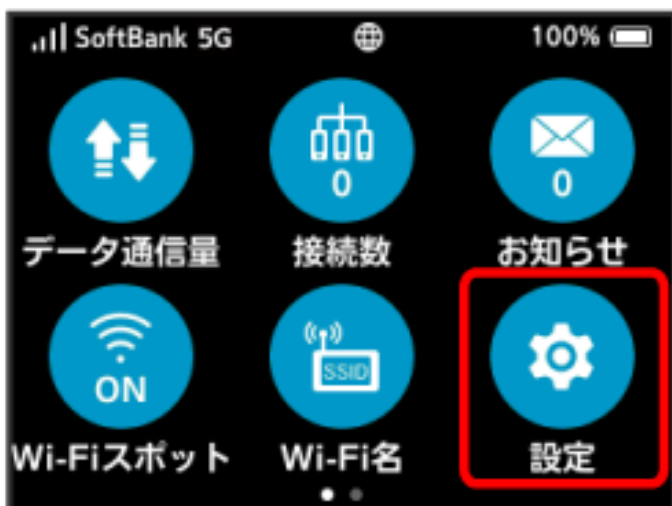 SoftBank 5G 100%
0 0
データ通信量 接続数 お知らせ
ON SSID
Wi-Fiスポット Wi-Fi名 設定